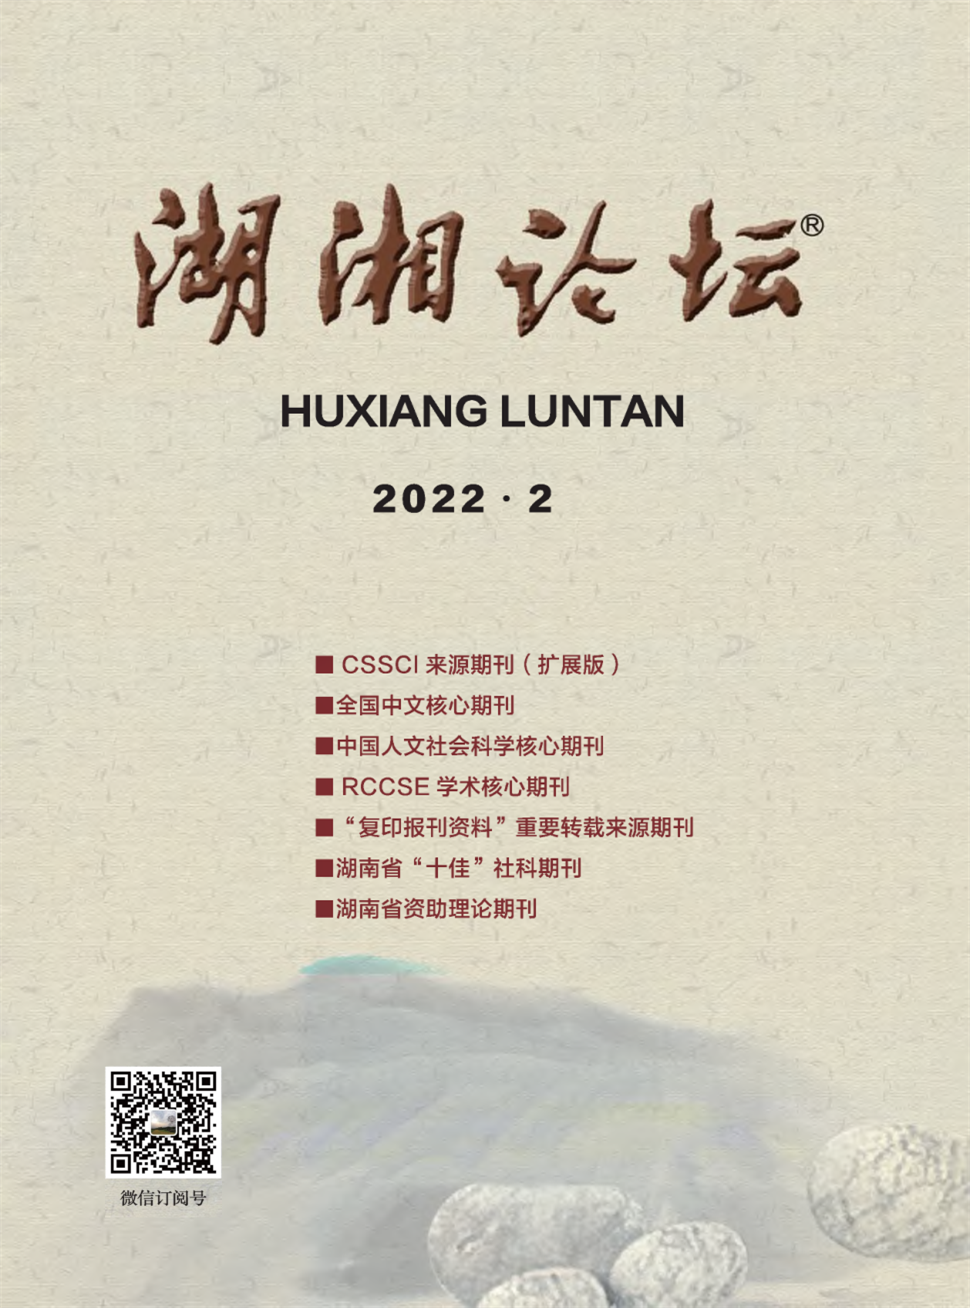 湖湘论坛®
HUXIANG LUNTAN
2022 · 2
■ CSSCI 来源期刊（扩展版）
■全国中文核心期刊
■中国人文社会科学核心期刊
■ RCCSE 学术核心期刊
■“复印报刊资料”重要转载来源期刊
■湖南省“十佳”社科期刊
■湖南省资助理论期刊
微信订阅号